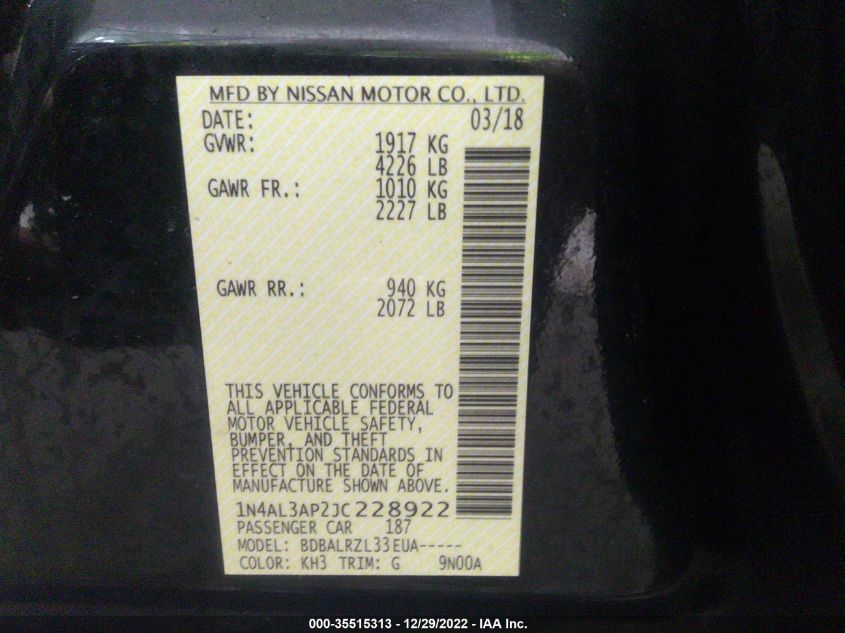 MFD BY NISSAN MOTOR CO., LTD.
DATE: 03/18
GVWR: 1917 KG
4226 LB
GAWR FR.: 1010 KG
2227 LB
GAWR RR.: 940 KG
2072 LB
THIS VEHICLE CONFORMS TO
ALL APPLICABLE FEDERAL
MOTOR VEHICLE SAFETY,
BUMPER, AND THEFT
PREVENTION STANDARDS IN
EFFECT ON THE DATE OF
MANUFACTURE SHOWN ABOVE.
1N4AL3AP2JC228922
PASSENGER CAR 187
MODEL: BDBALRZL33EUA-----
COLOR: KH3 TRIM: G 9N00A
000-35515313 - 12/29/2022 - IAA Inc.